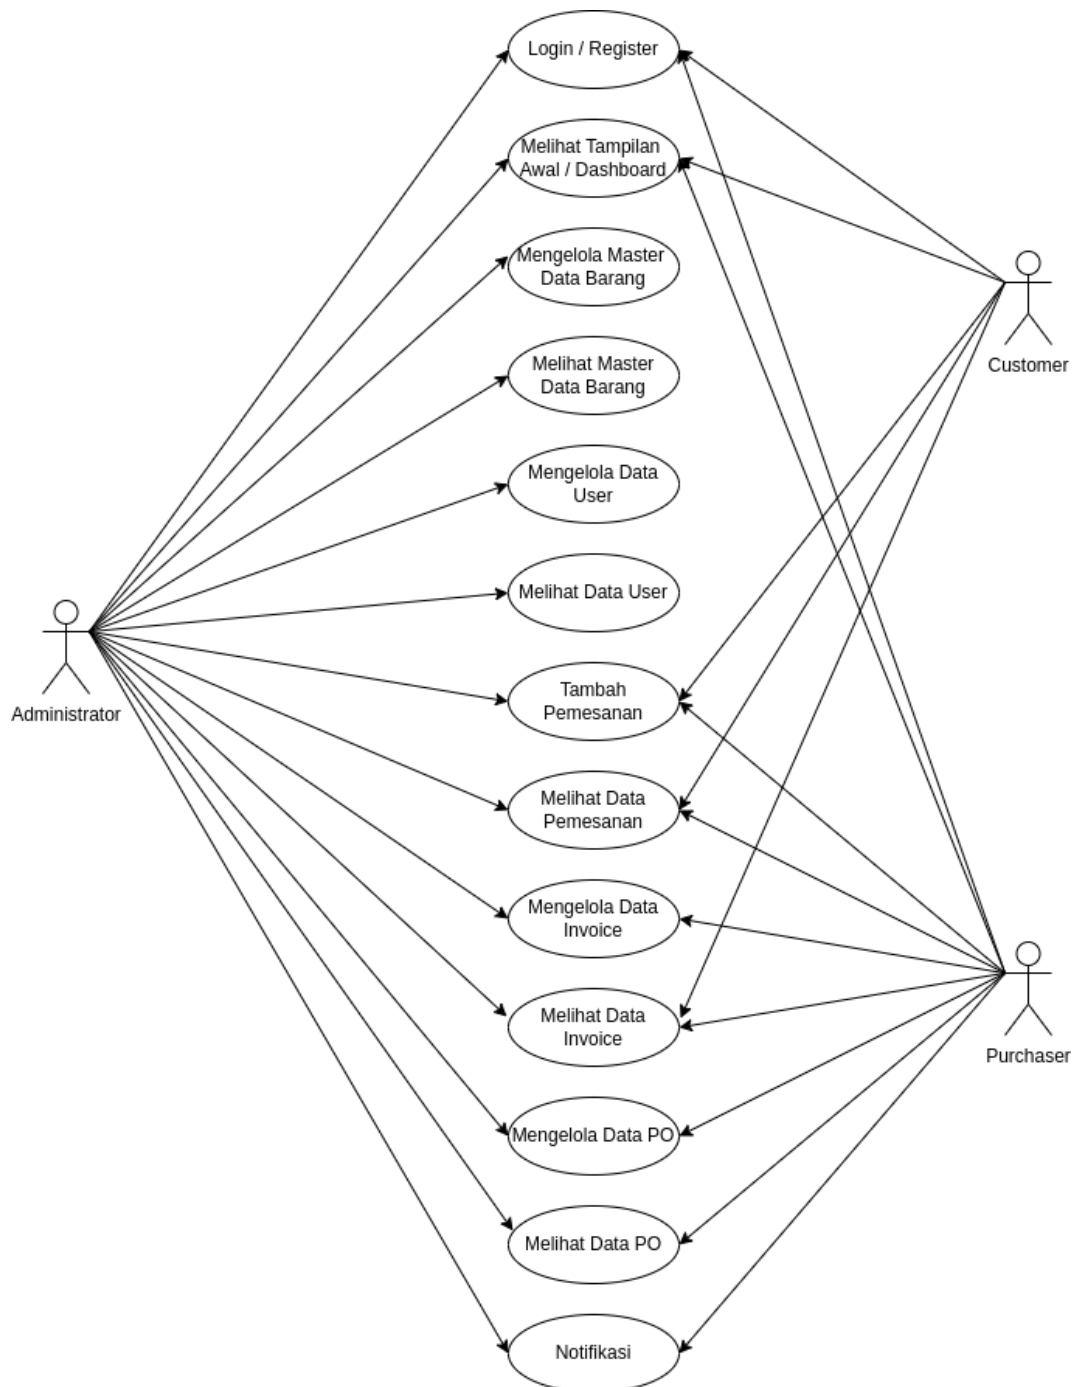 Login / Register
Melihat Tampilan
Awal / Dashboard
Mengelola Master
Data Barang
Customer
Melihat Master
Data Barang
Mengelola Data
User
Melihat Data User
Administrator
Tambah
Pemesanan
Melihat Data
Pemesanan
Mengelola Data
Invoice
Melihat Data
Invoice
Purchaser
Mengelola Data PO
Melihat Data PO
Notifikasi